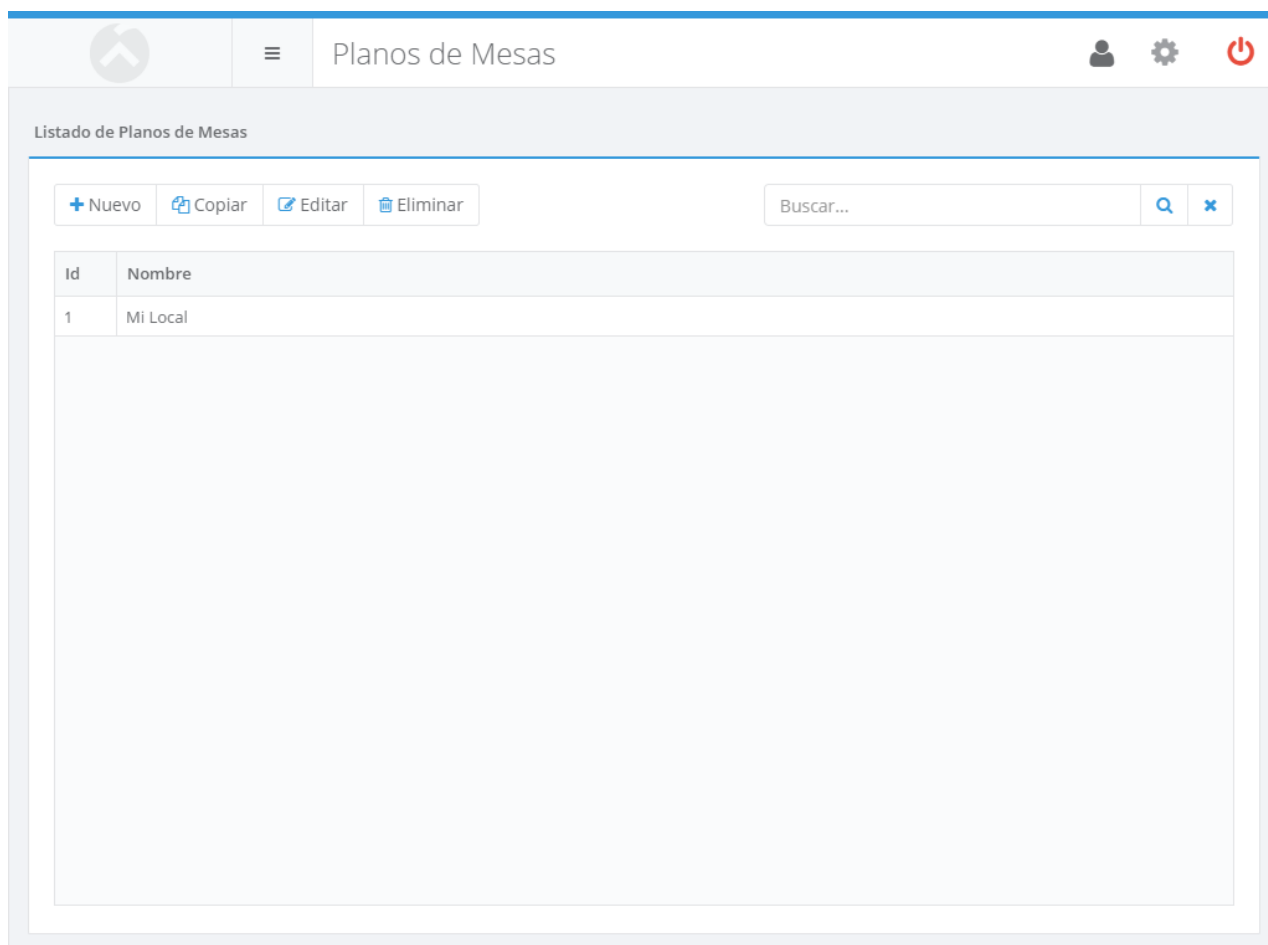 Planos de Mesas
Listado de Planos de Mesas
Nuevo Copiar Editar Eliminar Buscar...
Id Nombre
1 Mi Local